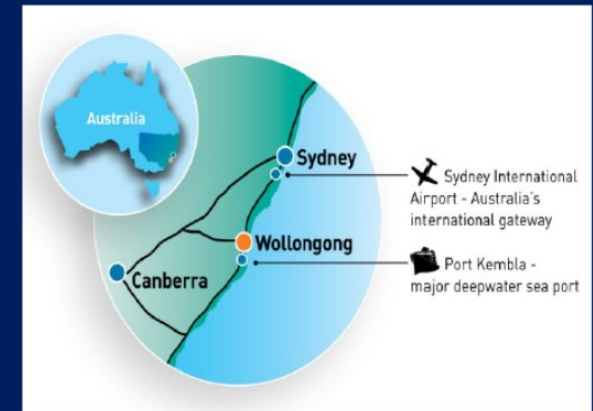 Australia
Sydney
Sydney International
Airport - Australia's
international gateway
Wollongong
Port Kembla -
major deepwater sea port
Canberra